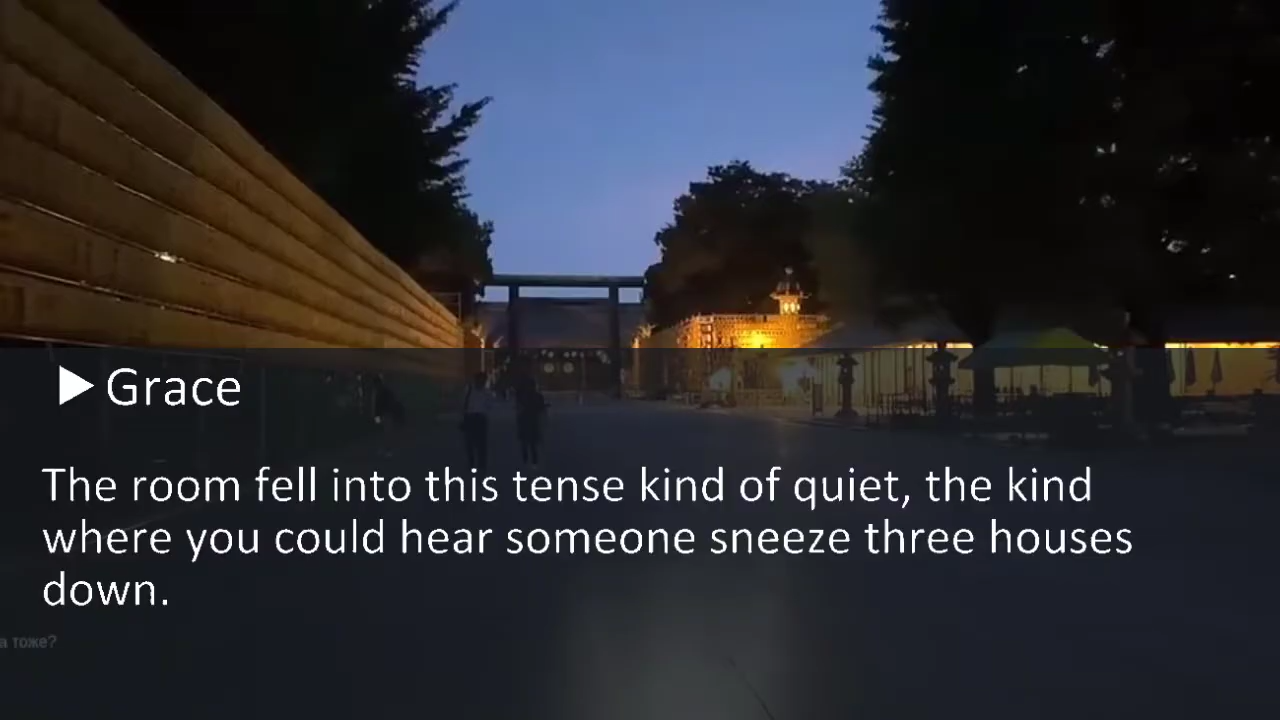 Grace
The room fell into this tense kind of quiet, the kind
where you could hear someone sneeze three houses
down.
а тоже?